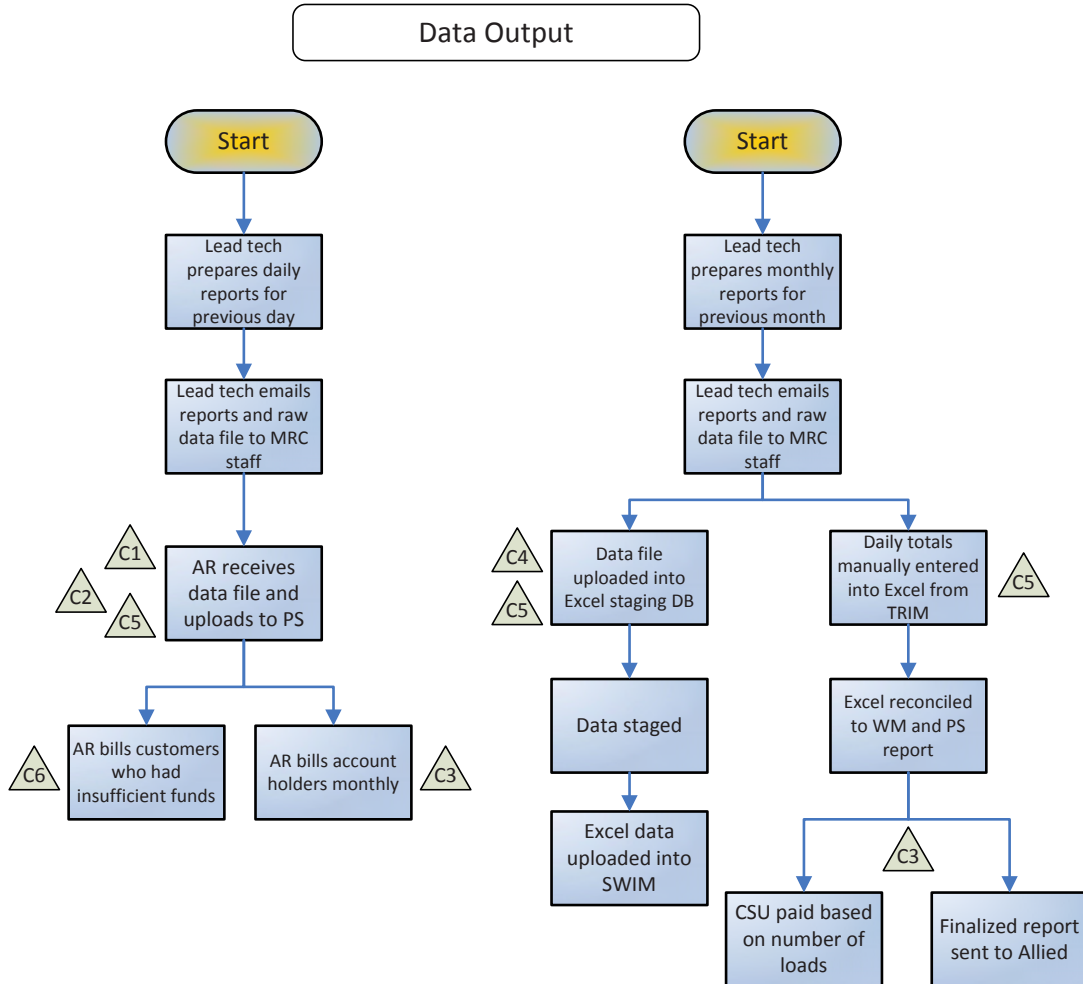 Data Output
Start
Lead tech
prepares daily
reports for
previous day
Lead tech emails
reports and raw
data file to MRC
staff
C1
C2
C5
AR receives
data file and
uploads to PS
C6
AR bills customers
who had
insufficient funds
AR bills account
holders monthly
C3
Start
Lead tech
prepares monthly
reports for
previous month
Lead tech emails
reports and raw
data file to MRC
staff
C4
C5
Data file
uploaded into
Excel staging DB
Data staged
Excel data
uploaded into
SWIM
Daily totals
manually entered
into Excel from
TRIM
C5
Excel reconciled
to WM and PS
report
C3
CSU paid based
on number of
loads
Finalized report
sent to Allied